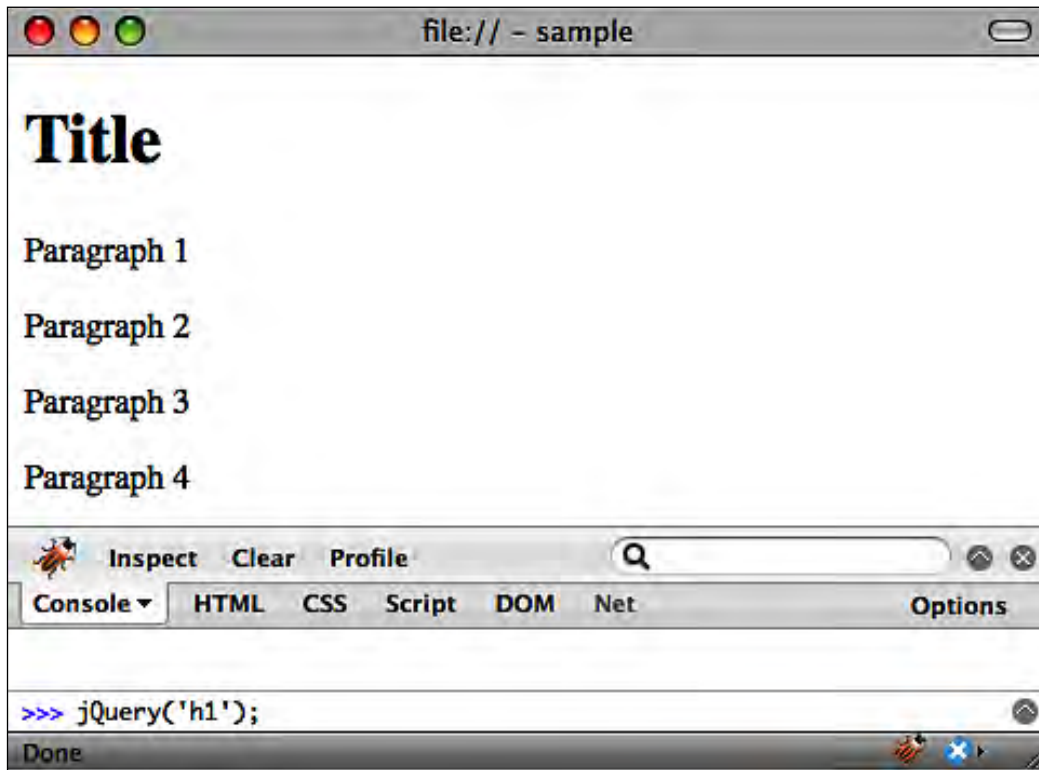 file:// – sample
Title
Paragraph 1
Paragraph 2
Paragraph 3
Paragraph 4
Inspect Clear Profile
Console HTML CSS Script DOM Net Options
>>> jQuery('h1');
Done